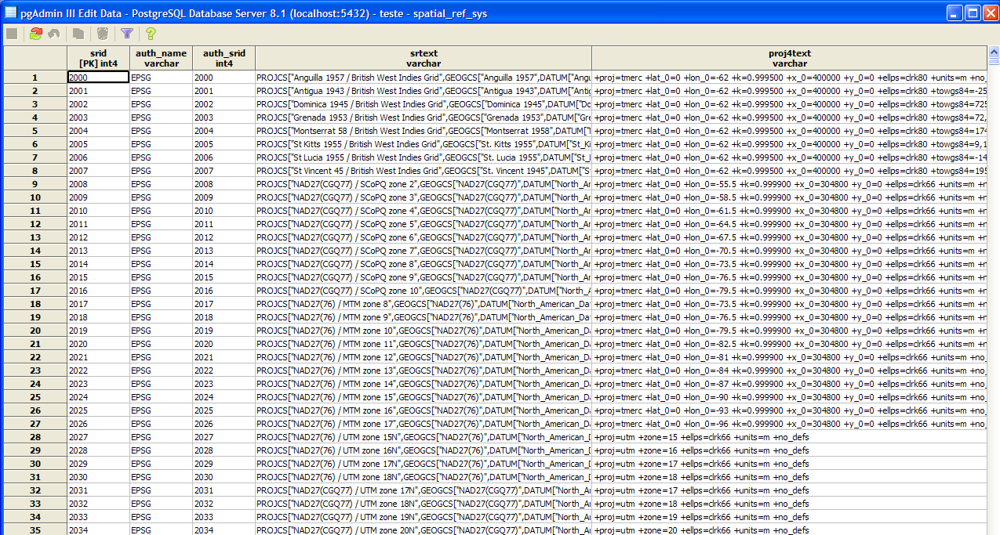 pgAdmin III Edit Data - PostgreSQL Database Server 8.1 (localhost:5432) - teste - spatial_ref_sys
srid auth_name auth_srid srtext proj4text
[PK] int4 varchar int4 varchar varchar
1 2000 EPSG 2000 PROJCS["Anguilla 1957 / British West Indies Grid",GEOGCS["Anguilla 1957",DATUM["Angu +proj=tmerc +lat_0=0 +lon_0=-62 +k=0.999500 +x_0=400000 +y_0=0 +ellps=clrk80 +units=m +no_
2 2001 EPSG 2001 PROJCS["Antigua 1943 / British West Indies Grid",GEOGCS["Antigua 1943",DATUM["Antig +proj=tmerc +lat_0=0 +lon_0=-62 +k=0.999500 +x_0=400000 +y_0=0 +ellps=clrk80 +towgs84=-25
3 2002 EPSG 2002 PROJCS["Dominica 1945 / British West Indies Grid",GEOGCS["Dominica 1945",DATUM["Do +proj=tmerc +lat_0=0 +lon_0=-62 +k=0.999500 +x_0=400000 +y_0=0 +ellps=clrk80 +towgs84=725
4 2003 EPSG 2003 PROJCS["Grenada 1953 / British West Indies Grid",GEOGCS["Grenada 1953",DATUM["Gre +proj=tmerc +lat_0=0 +lon_0=-62 +k=0.999500 +x_0=400000 +y_0=0 +ellps=clrk80 +towgs84=72,
5 2004 EPSG 2004 PROJCS["Montserrat 58 / British West Indies Grid",GEOGCS["Montserrat 1958",DATUM[" +proj=tmerc +lat_0=0 +lon_0=-62 +k=0.999500 +x_0=400000 +y_0=0 +ellps=clrk80 +towgs84=174
6 2005 EPSG 2005 PROJCS["St Kitts 1955 / British West Indies Grid",GEOGCS["St. Kitts 1955",DATUM["St_Ki +proj=tmerc +lat_0=0 +lon_0=-62 +k=0.999500 +x_0=400000 +y_0=0 +ellps=clrk80 +towgs84=9,1
7 2006 EPSG 2006 PROJCS["St Lucia 1955 / British West Indies Grid",GEOGCS["St. Lucia 1955",DATUM["St_L +proj=tmerc +lat_0=0 +lon_0=-62 +k=0.999500 +x_0=400000 +y_0=0 +ellps=clrk80 +towgs84=-14
8 2007 EPSG 2007 PROJCS["St Vincent 45 / British West Indies Grid",GEOGCS["St. Vincent 1945",DATUM["S +proj=tmerc +lat_0=0 +lon_0=-62 +k=0.999500 +x_0=400000 +y_0=0 +ellps=clrk80 +towgs84=195
9 2008 EPSG 2008 PROJCS["NAD27(CGQ77) / SCoPQ zone 2",GEOGCS["NAD27(CGQ77)",DATUM["North_Am +proj=tmerc +lat_0=0 +lon_0=-55.5 +k=0.999900 +x_0=304800 +y_0=0 +ellps=clrk66 +units=m +n
10 2009 EPSG 2009 PROJCS["NAD27(CGQ77) / SCoPQ zone 3",GEOGCS["NAD27(CGQ77)",DATUM["North_Am +proj=tmerc +lat_0=0 +lon_0=-58.5 +k=0.999900 +x_0=304800 +y_0=0 +ellps=clrk66 +units=m +n
11 2010 EPSG 2010 PROJCS["NAD27(CGQ77) / SCoPQ zone 4",GEOGCS["NAD27(CGQ77)",DATUM["North_Am +proj=tmerc +lat_0=0 +lon_0=-61.5 +k=0.999900 +x_0=304800 +y_0=0 +ellps=clrk66 +units=m +n
12 2011 EPSG 2011 PROJCS["NAD27(CGQ77) / SCoPQ zone 5",GEOGCS["NAD27(CGQ77)",DATUM["North_Am +proj=tmerc +lat_0=0 +lon_0=-64.5 +k=0.999900 +x_0=304800 +y_0=0 +ellps=clrk66 +units=m +n
13 2012 EPSG 2012 PROJCS["NAD27(CGQ77) / SCoPQ zone 6",GEOGCS["NAD27(CGQ77)",DATUM["North_Am +proj=tmerc +lat_0=0 +lon_0=-67.5 +k=0.999900 +x_0=304800 +y_0=0 +ellps=clrk66 +units=m +n
14 2013 EPSG 2013 PROJCS["NAD27(CGQ77) / SCoPQ zone 7",GEOGCS["NAD27(CGQ77)",DATUM["North_Am +proj=tmerc +lat_0=0 +lon_0=-70.5 +k=0.999900 +x_0=304800 +y_0=0 +ellps=clrk66 +units=m +n
15 2014 EPSG 2014 PROJCS["NAD27(CGQ77) / SCoPQ zone 8",GEOGCS["NAD27(CGQ77)",DATUM["North_Am +proj=tmerc +lat_0=0 +lon_0=-73.5 +k=0.999900 +x_0=304800 +y_0=0 +ellps=clrk66 +units=m +n
16 2015 EPSG 2015 PROJCS["NAD27(CGQ77) / SCoPQ zone 9",GEOGCS["NAD27(CGQ77)",DATUM["North_Am +proj=tmerc +lat_0=0 +lon_0=-76.5 +k=0.999900 +x_0=304800 +y_0=0 +ellps=clrk66 +units=m +n
17 2016 EPSG 2016 PROJCS["NAD27(CGQ77) / SCoPQ zone 10",GEOGCS["NAD27(CGQ77)",DATUM["North_A +proj=tmerc +lat_0=0 +lon_0=-79.5 +k=0.999900 +x_0=304800 +y_0=0 +ellps=clrk66 +units=m +n
18 2017 EPSG 2017 PROJCS["NAD27(76) / MTM zone 8",GEOGCS["NAD27(76)",DATUM["North_American_Dat +proj=tmerc +lat_0=0 +lon_0=-73.5 +k=0.999900 +x_0=304800 +y_0=0 +ellps=clrk66 +units=m +n
19 2018 EPSG 2018 PROJCS["NAD27(76) / MTM zone 9",GEOGCS["NAD27(76)",DATUM["North_American_Dat +proj=tmerc +lat_0=0 +lon_0=-76.5 +k=0.999900 +x_0=304800 +y_0=0 +ellps=clrk66 +units=m +n
20 2019 EPSG 2019 PROJCS["NAD27(76) / MTM zone 10",GEOGCS["NAD27(76)",DATUM["North_American_Da +proj=tmerc +lat_0=0 +lon_0=-79.5 +k=0.999900 +x_0=304800 +y_0=0 +ellps=clrk66 +units=m +n
21 2020 EPSG 2020 PROJCS["NAD27(76) / MTM zone 11",GEOGCS["NAD27(76)",DATUM["North_American_Da +proj=tmerc +lat_0=0 +lon_0=-82.5 +k=0.999900 +x_0=304800 +y_0=0 +ellps=clrk66 +units=m +n
22 2021 EPSG 2021 PROJCS["NAD27(76) / MTM zone 12",GEOGCS["NAD27(76)",DATUM["North_American_Da +proj=tmerc +lat_0=0 +lon_0=-81 +k=0.999900 +x_0=304800 +y_0=0 +ellps=clrk66 +units=m +no_
23 2022 EPSG 2022 PROJCS["NAD27(76) / MTM zone 13",GEOGCS["NAD27(76)",DATUM["North_American_Da +proj=tmerc +lat_0=0 +lon_0=-84 +k=0.999900 +x_0=304800 +y_0=0 +ellps=clrk66 +units=m +no_
24 2023 EPSG 2023 PROJCS["NAD27(76) / MTM zone 14",GEOGCS["NAD27(76)",DATUM["North_American_Da +proj=tmerc +lat_0=0 +lon_0=-87 +k=0.999900 +x_0=304800 +y_0=0 +ellps=clrk66 +units=m +no_
25 2024 EPSG 2024 PROJCS["NAD27(76) / MTM zone 15",GEOGCS["NAD27(76)",DATUM["North_American_Da +proj=tmerc +lat_0=0 +lon_0=-90 +k=0.999900 +x_0=304800 +y_0=0 +ellps=clrk66 +units=m +no_
26 2025 EPSG 2025 PROJCS["NAD27(76) / MTM zone 16",GEOGCS["NAD27(76)",DATUM["North_American_Da +proj=tmerc +lat_0=0 +lon_0=-93 +k=0.999900 +x_0=304800 +y_0=0 +ellps=clrk66 +units=m +no_
27 2026 EPSG 2026 PROJCS["NAD27(76) / MTM zone 17",GEOGCS["NAD27(76)",DATUM["North_American_Da +proj=tmerc +lat_0=0 +lon_0=-96 +k=0.999900 +x_0=304800 +y_0=0 +ellps=clrk66 +units=m +no_
28 2027 EPSG 2027 PROJCS["NAD27(76) / UTM zone 15N",GEOGCS["NAD27(76)",DATUM["North_American_D +proj=utm +zone=15 +ellps=clrk66 +units=m +no_defs
29 2028 EPSG 2028 PROJCS["NAD27(76) / UTM zone 16N",GEOGCS["NAD27(76)",DATUM["North_American_D +proj=utm +zone=16 +ellps=clrk66 +units=m +no_defs
30 2029 EPSG 2029 PROJCS["NAD27(76) / UTM zone 17N",GEOGCS["NAD27(76)",DATUM["North_American_D +proj=utm +zone=17 +ellps=clrk66 +units=m +no_defs
31 2030 EPSG 2030 PROJCS["NAD27(76) / UTM zone 18N",GEOGCS["NAD27(76)",DATUM["North_American_D +proj=utm +zone=18 +ellps=clrk66 +units=m +no_defs
32 2031 EPSG 2031 PROJCS["NAD27(CGQ77) / UTM zone 17N",GEOGCS["NAD27(CGQ77)",DATUM["North_Am +proj=utm +zone=17 +ellps=clrk66 +units=m +no_defs
33 2032 EPSG 2032 PROJCS["NAD27(CGQ77) / UTM zone 18N",GEOGCS["NAD27(CGQ77)",DATUM["North_Am +proj=utm +zone=18 +ellps=clrk66 +units=m +no_defs
34 2033 EPSG 2033 PROJCS["NAD27(CGQ77) / UTM zone 19N",GEOGCS["NAD27(CGQ77)",DATUM["North_Am +proj=utm +zone=19 +ellps=clrk66 +units=m +no_defs
35 2034 EPSG 2034 PROJCS["NAD27(CGQ77) / UTM zone 20N",GEOGCS["NAD27(CGQ77)",DATUM["North_Am +proj=utm +zone=20 +ellps=clrk66 +units=m +no_defs